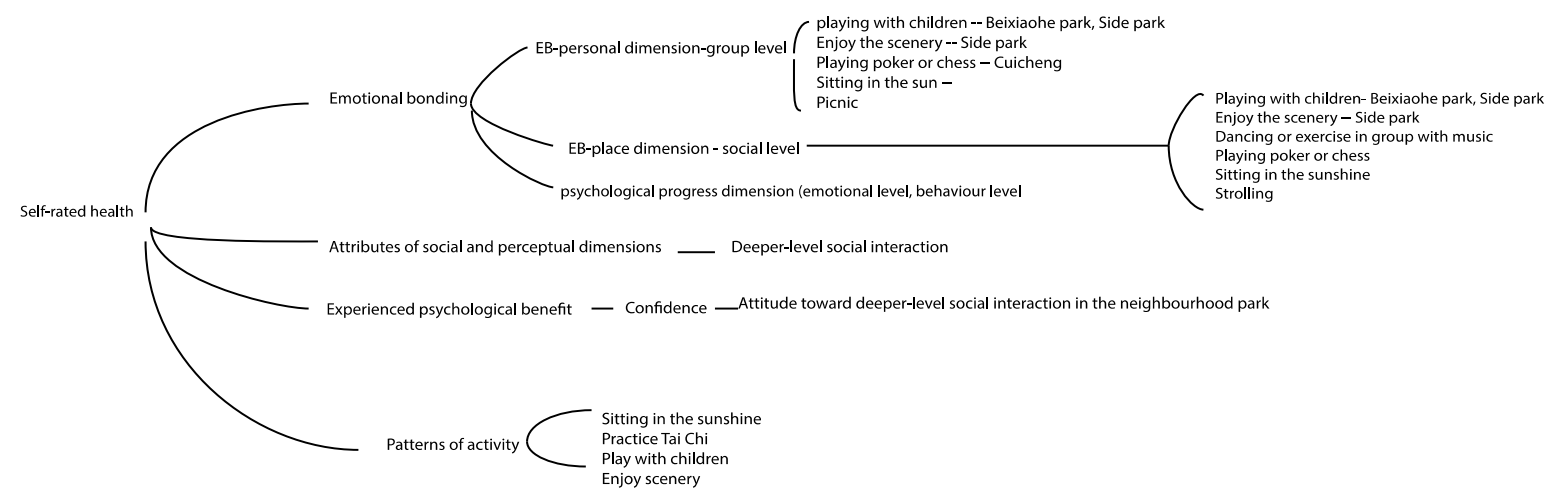 playing with children -- Beixiaohe park, Side park
EB-personal dimension-group level
Enjoy the scenery -- Side park
Playing poker or chess – Cuicheng
Sitting in the sun –
Picnic
Emotional bonding
Playing with children- Beixiaohe park, Side park
Enjoy the scenery – Side park
Dancing or exercise in group with music
EB-place dimension - social level
Playing poker or chess
Sitting in the sunshine
Strolling
psychological progress dimension (emotional level, behaviour level
Self-rated health
Attributes of social and perceptual dimensions
Deeper-level social interaction
Experienced psychological benefit
Confidence
Attitude toward deeper-level social interaction in the neighbourhood park
Patterns of activity
Sitting in the sunshine
Practice Tai Chi
Play with children
Enjoy scenery